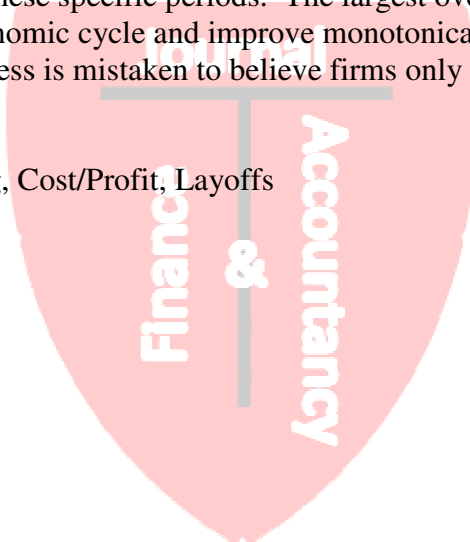 these specific periods. The largest ove
nomic cycle and improve monotonica
ess is mistaken to believe firms only
, Cost/Profit, Layoffs
Journal
Finance
&
Accountancy